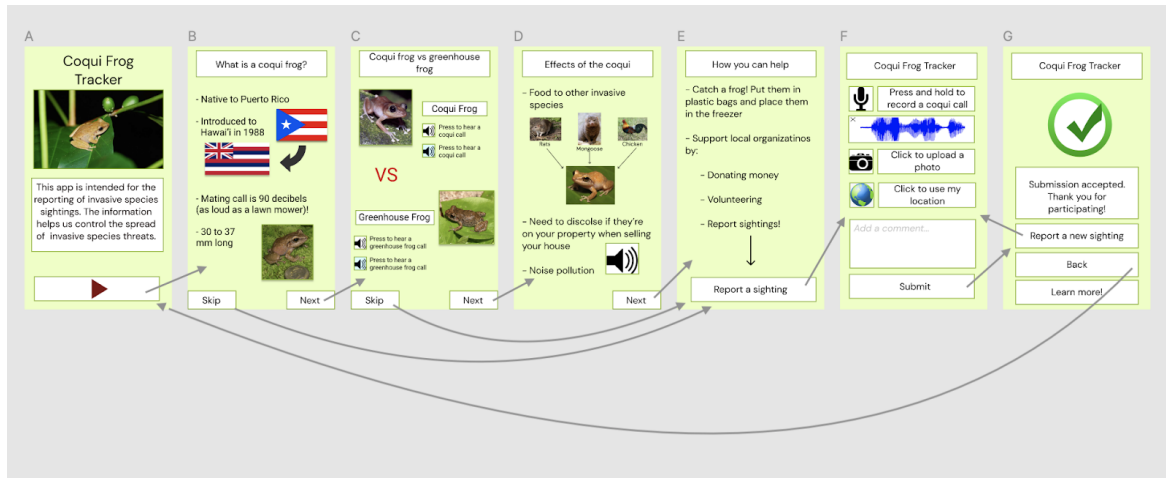 A
Coqui Frog
Tracker
This app is intended for the
reporting of invasive species
sightings. The information
helps us control the spread
of invasive species threats.
B
What is a coqui frog?
- Native to Puerto Rico
- Introduced to
Hawai'i in 1988
- Mating call is 90 decibels
(as loud as a lawn mower)!
- 30 to 37
mm long
Skip
Next
C
Coqui frog vs greenhouse
frog
Coqui Frog
Press to hear a
coqui call
Press to hear a
coqui call
VS
Greenhouse Frog
Press to hear a
greenhouse frog call
Press to hear a
greenhouse frog call
Skip
Next
D
Effects of the coqui
- Food to other invasive
species
Rats
Mongoose
Chicken
- Need to discolse if they're
on your property when selling
your house
- Noise pollution
Next
E
How you can help
- Catch a frog! Put them in
plastic bags and place them
in the freezer
- Support local organizatinos
by:
- Donating money
- Volunteering
- Report sightings!
Report a sighting
F
Coqui Frog Tracker
Press and hold to
record a coqui call
Click to upload a
photo
Click to use my
location
Add a comment...
Submit
G
Coqui Frog Tracker
Submission accepted.
Thank you for
participating!
Report a new sighting
Back
Learn more!